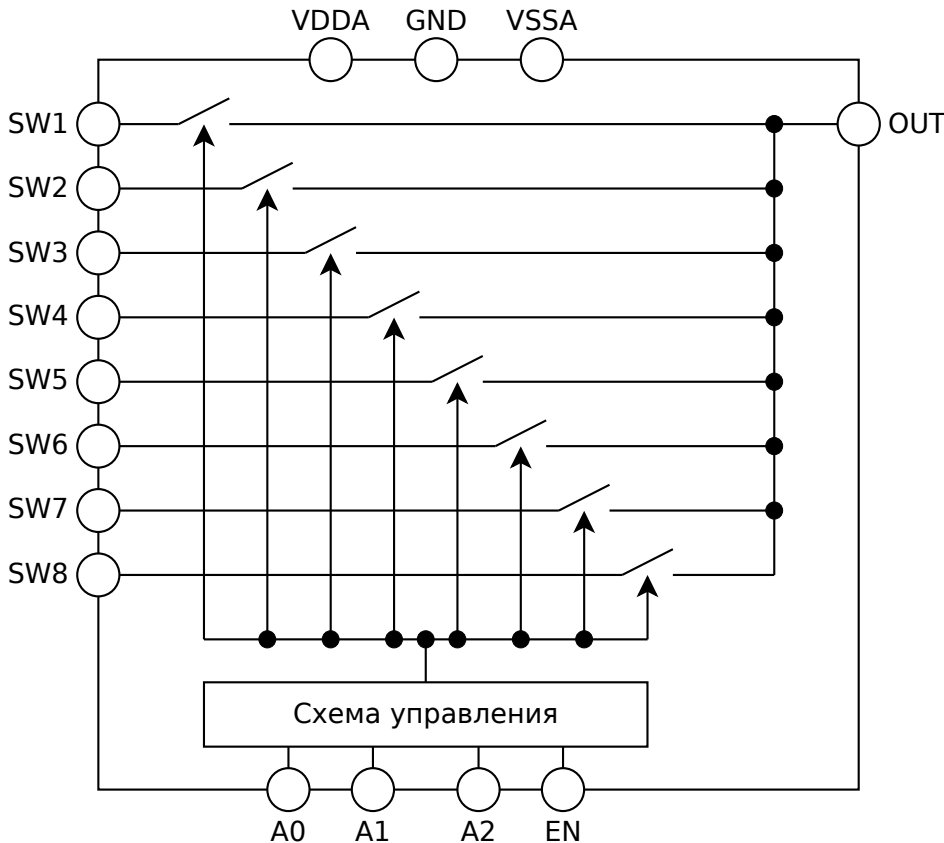 VDDA GND VSSA
SW1
OUT
SW2
SW3
SW4
SW5
SW6
SW7
SW8
Схема управления
A0 A1 A2 EN